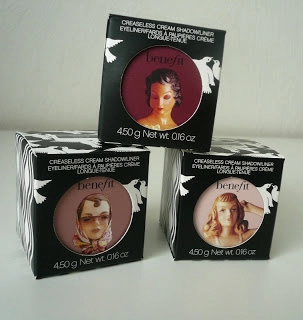 CREASELESS CREAM SHADOW/LINER
EYELINER/FARDS À PAUPIÈRES CRÈME
LONGUE-TENUE
benefit
4.50 g Net wt. 0.16 oz
CREASELESS CREAM SHADOW/LINER
EYELINER/FARDS À PAUPIÈRES CRÈME
LONGUE-TENUE
benefit
4.50 g Net wt. 0.16 oz
CREASELESS CREAM SHADOW/LINER
EYELINER/FARDS À PAUPIÈRES CRÈME
LONGUE-TENUE
benefit
4.50 g Net wt. 0.16 oz